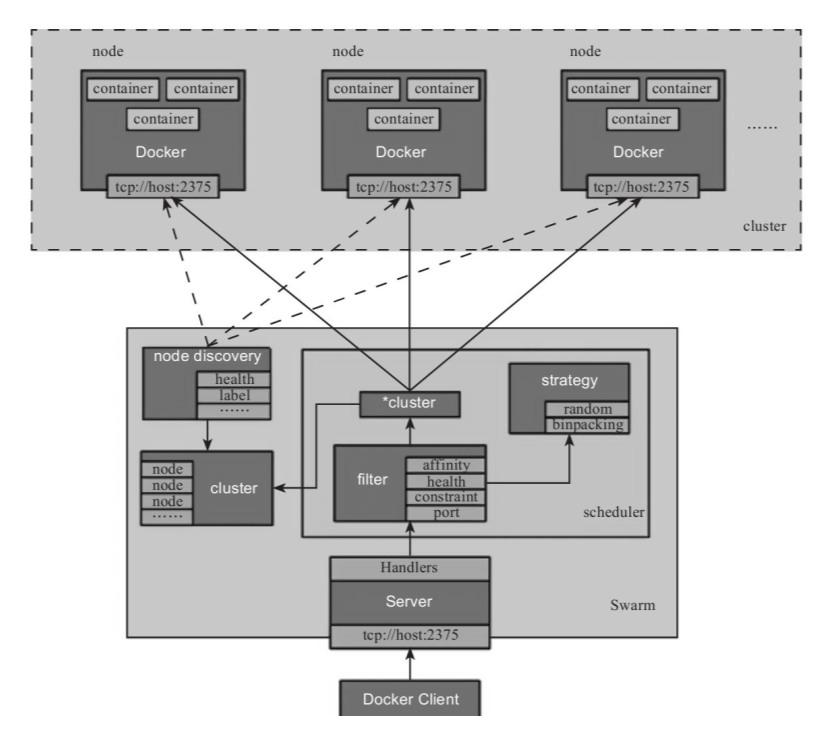 node node node
container container container container container container
container container container
Docker Docker Docker
……
tcp://host:2375 tcp://host:2375 tcp://host:2375
cluster
node discovery
health
label
……
*cluster
strategy
random
binpacking
node
node
node
……
cluster
filter
affinity
health
constraint
port
scheduler
Handlers
Server
tcp://host:2375
Swarm
Docker Client